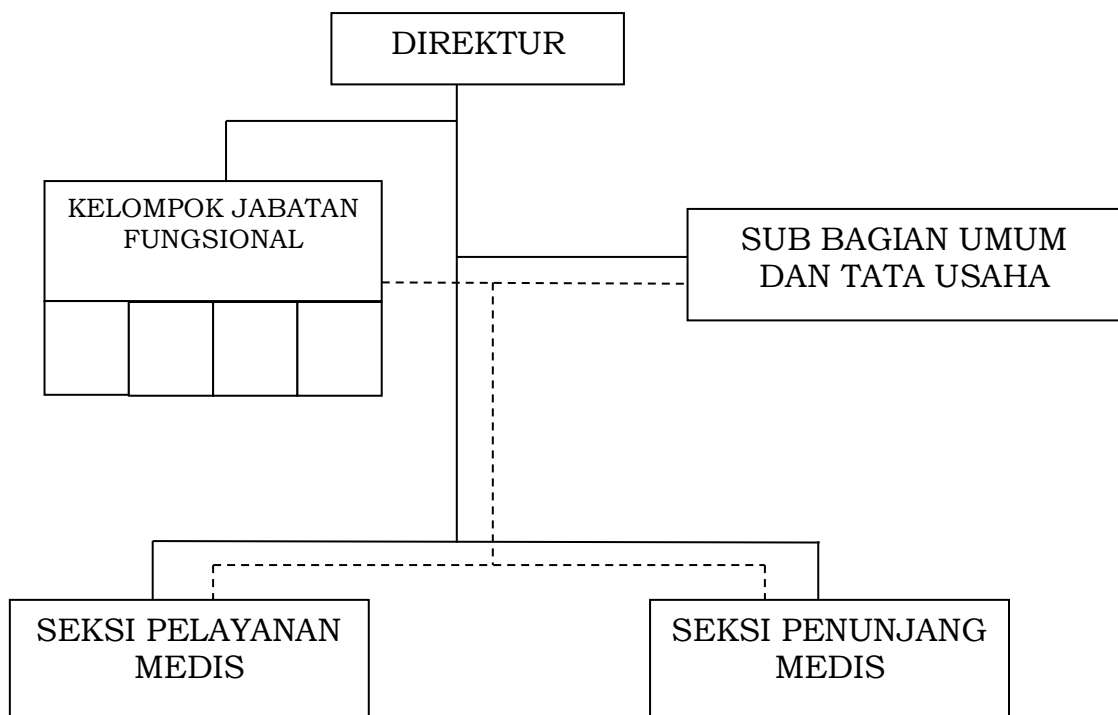 DIREKTUR
KELOMPOK JABATAN
FUNGSIONAL
SUB BAGIAN UMUM
DAN TATA USAHA
SEKSI PELAYANAN
MEDIS
SEKSI PENUNJANG
MEDIS